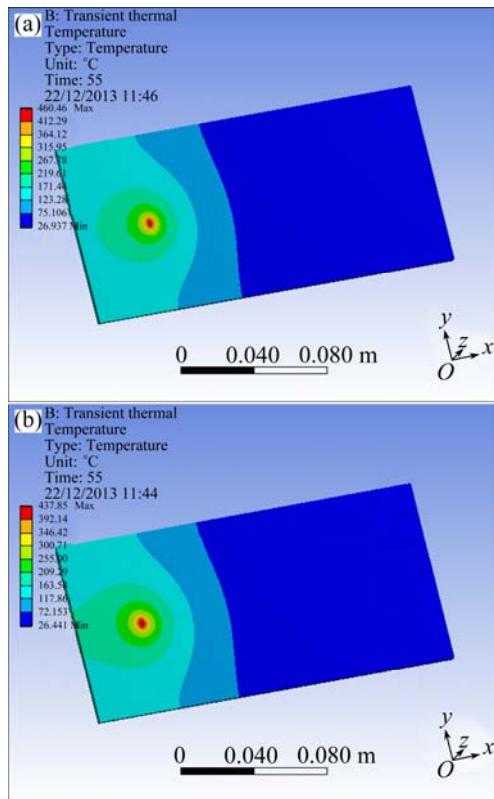 (a) B: Transient thermal
Temperature
Type: Temperature
Unit: °C
Time: 55
22/12/2013 11:46
460.46 Max
412.29
364.12
315.95
267.78
219.61
171.44
123.28
75.106
26.937 Min
0 0.040 0.080 m
y
z
x
O
(b) B: Transient thermal
Temperature
Type: Temperature
Unit: °C
Time: 55
22/12/2013 11:44
437.85 Max
392.14
346.42
300.71
255.00
209.29
163.58
117.86
72.153
26.441 Min
0 0.040 0.080 m
y
z
x
O